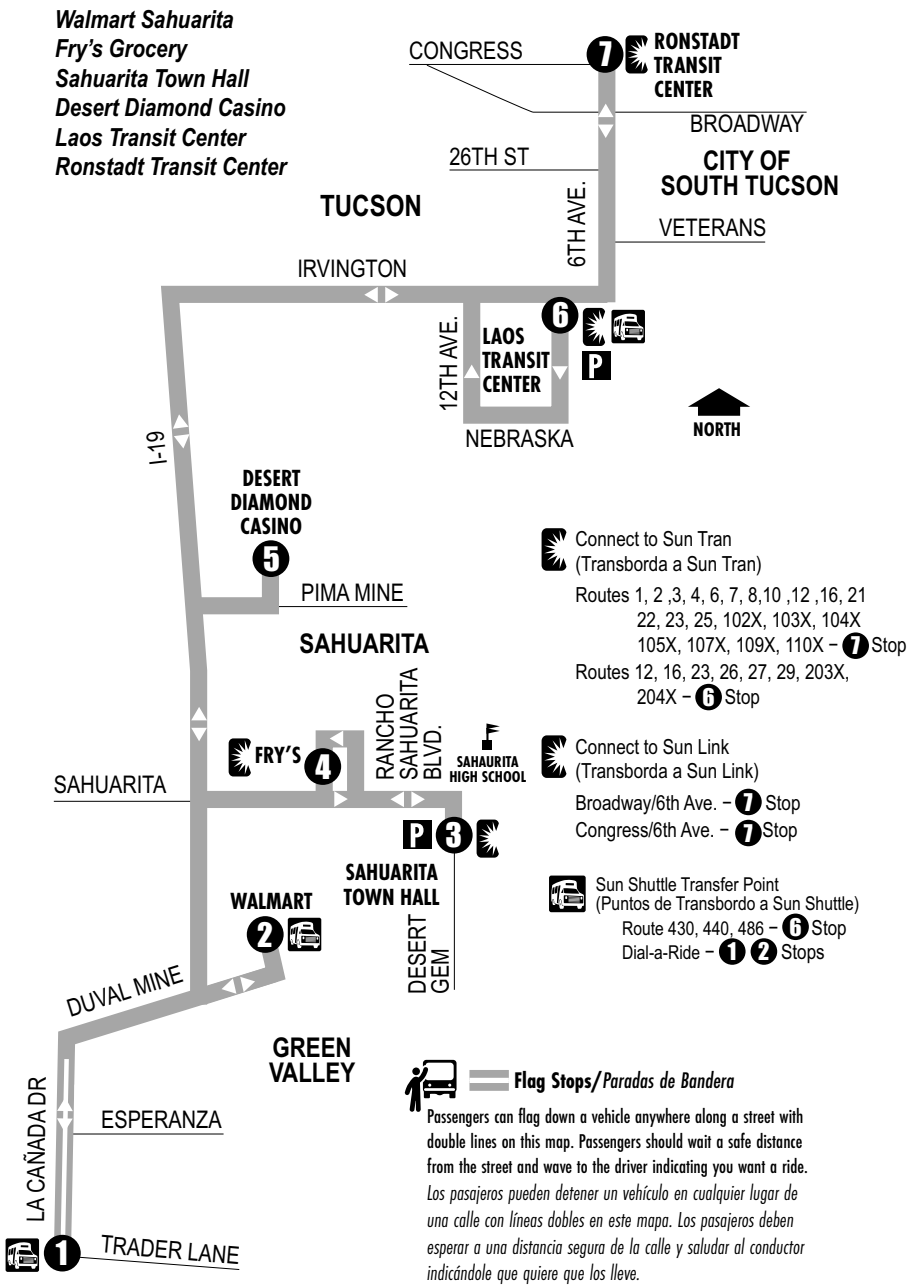 Walmart Sahuarita
Fry's Grocery
Sahuarita Town Hall
Desert Diamond Casino
Laos Transit Center
Ronstadt Transit Center
CONGRESS
7
RONSTADT
TRANSIT
CENTER
BROADWAY
26TH ST
CITY OF
SOUTH TUCSON
TUCSON
6TH AVE.
VETERANS
IRVINGTON
6
P
12TH AVE.
LAOS
TRANSIT
CENTER
NEBRASKA
NORTH
I-19
DESERT
DIAMOND
CASINO
5
PIMA MINE
SAHUARITA
FRY'S
4
RANCHO
SAHUARITA
BLVD.
SAHAURITA
HIGH SCHOOL
SAHUARITA
P
3
SAHUARITA
TOWN HALL
DESERT
GEM
WALMART
2
DUVAL MINE
GREEN
VALLEY
LA CAÑADA DR
ESPERANZA
1
TRADER LANE
Connect to Sun Tran
(Transborda a Sun Tran)
Routes 1, 2 ,3, 4, 6, 7, 8,10 ,12 ,16, 21
22, 23, 25, 102X, 103X, 104X
105X, 107X, 109X, 110X – 7 Stop
Routes 12, 16, 23, 26, 27, 29, 203X,
204X – 6 Stop
Connect to Sun Link
(Transborda a Sun Link)
Broadway/6th Ave. – 7 Stop
Congress/6th Ave. – 7 Stop
Sun Shuttle Transfer Point
(Puntos de Transbordo a Sun Shuttle)
Route 430, 440, 486 – 6 Stop
Dial-a-Ride – 1 2 Stops
Flag Stops/Paradas de Bandera
Passengers can flag down a vehicle anywhere along a street with
double lines on this map. Passengers should wait a safe distance
from the street and wave to the driver indicating you want a ride.
Los pasajeros pueden detener un vehículo en cualquier lugar de
una calle con líneas dobles en este mapa. Los pasajeros deben
esperar a una distancia segura de la calle y saludar al conductor
indicándole que quiere que los lleve.